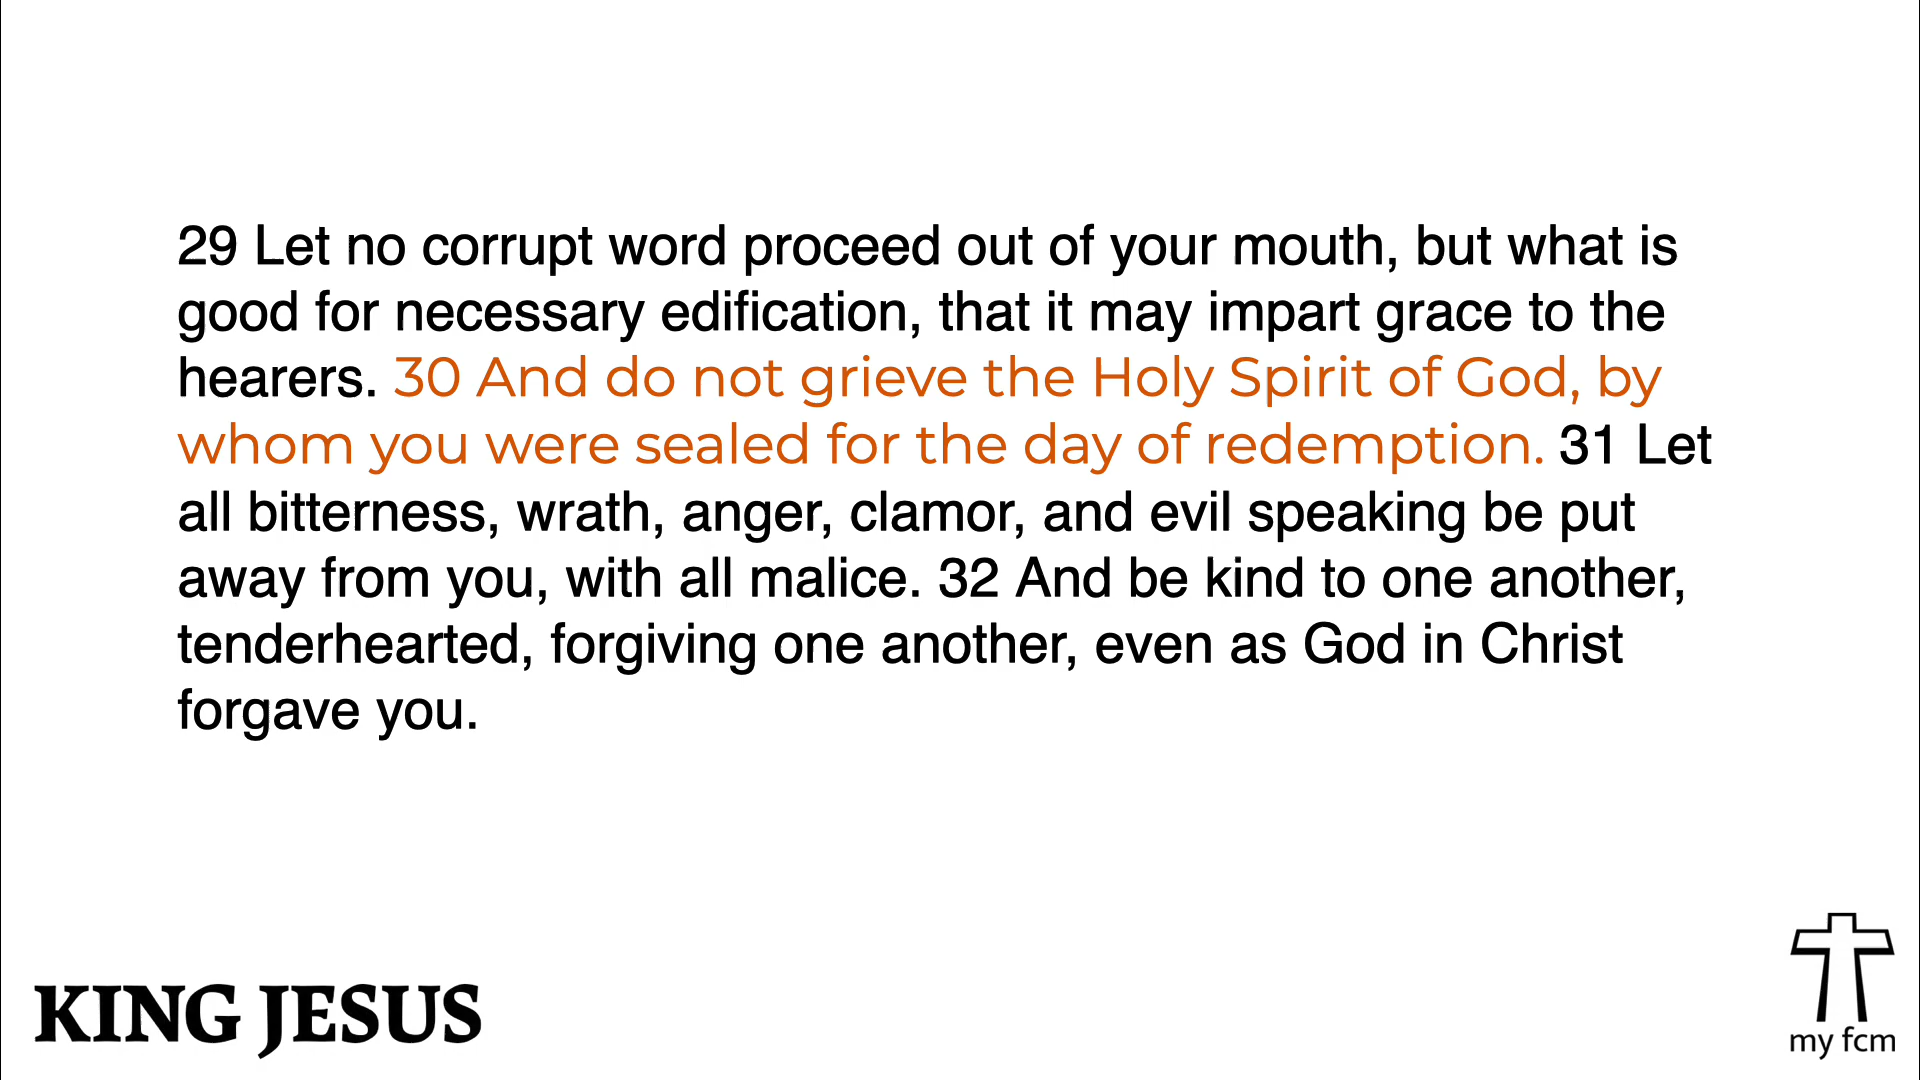 29 Let no corrupt word proceed out of your mouth, but what is
good for necessary edification, that it may impart grace to the
hearers. 30 And do not grieve the Holy Spirit of God, by
whom you were sealed for the day of redemption. 31 Let
all bitterness, wrath, anger, clamor, and evil speaking be put
away from you, with all malice. 32 And be kind to one another,
tenderhearted, forgiving one another, even as God in Christ
forgave you.
KING JESUS
my fcm